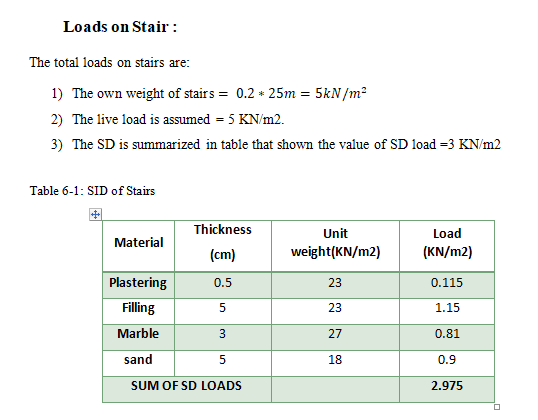 Loads on Stair :
The total loads on stairs are:
1) The own weight of stairs = 0.2 * 25m = 5kN/m²
2) The live load is assumed = 5 KN/m2.
3) The SD is summarized in table that shown the value of SD load =3 KN/m2
Table 6-1: SID of Stairs
Material Thickness (cm) Unit weight(KN/m2) Load (KN/m2)
Plastering 0.5 23 0.115
Filling 5 23 1.15
Marble 3 27 0.81
sand 5 18 0.9
SUM OF SD LOADS 2.975